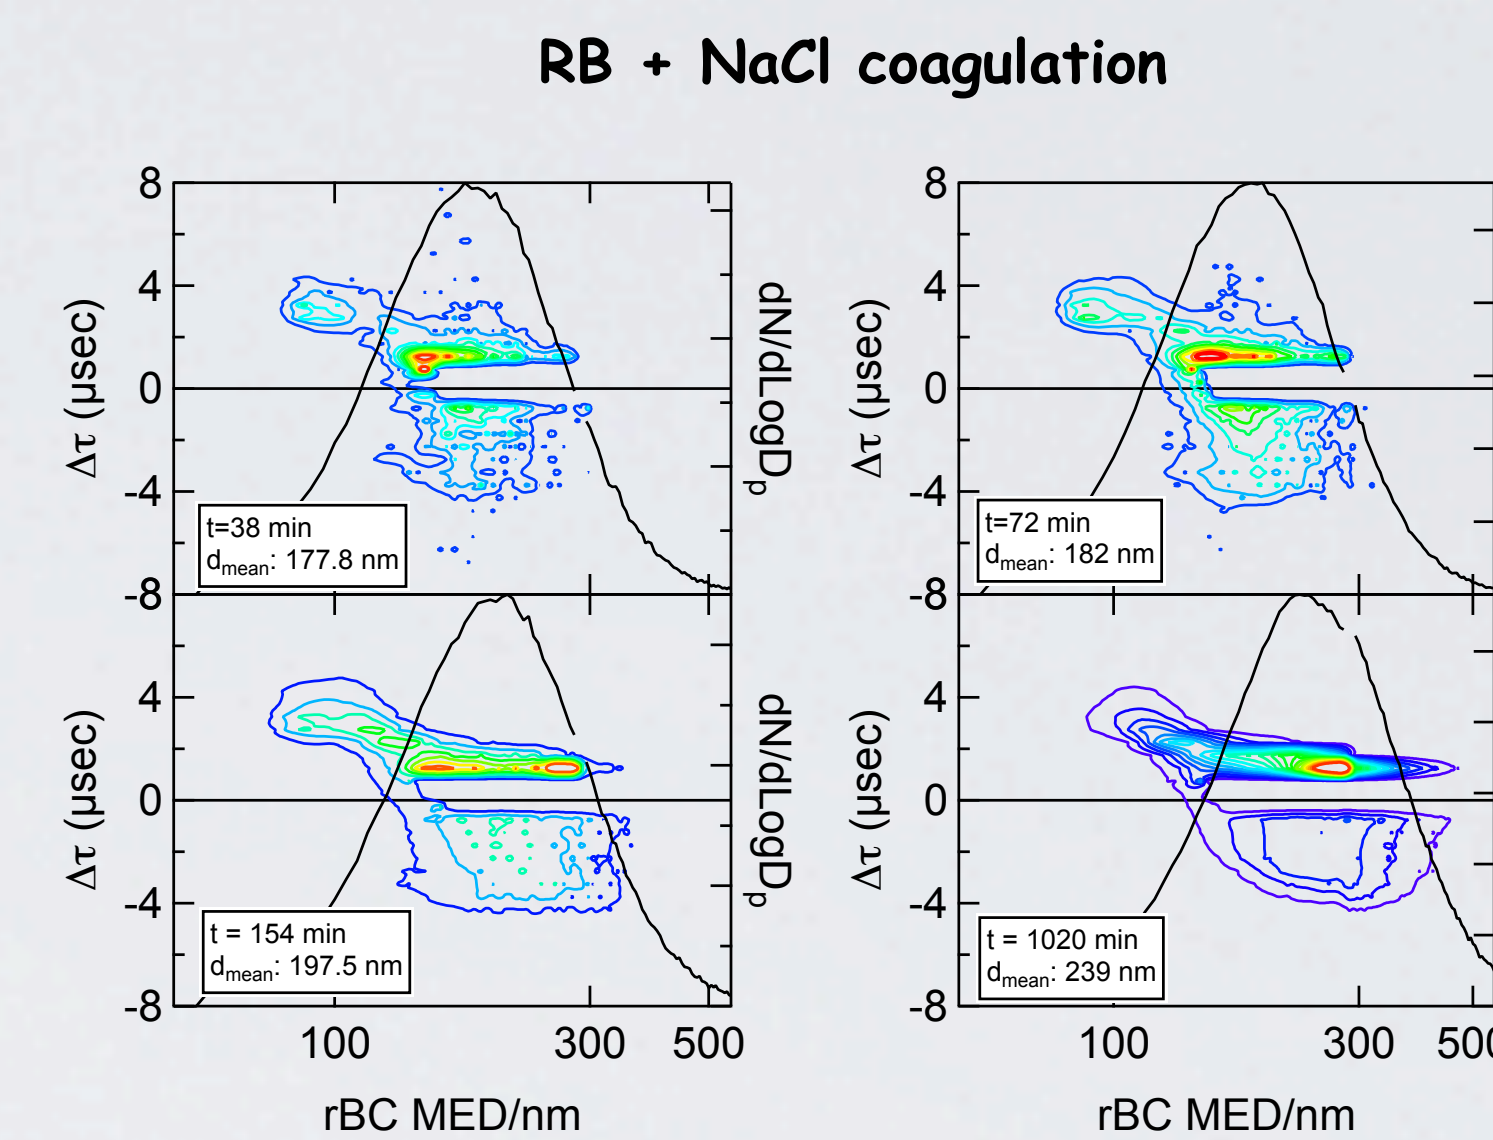 RB + NaCl coagulation
8
4
0
-4
-8
Δτ (μsec)
t=38 min
dmean: 177.8 nm
dN/dLogDp
8
4
0
-4
-8
Δτ (μsec)
t=72 min
dmean: 182 nm
4
0
-4
-8
Δτ (μsec)
t = 154 min
dmean: 197.5 nm
dN/dLogDp
100 300 500
rBC MED/nm
4
0
-4
-8
Δτ (μsec)
t = 1020 min
dmean: 239 nm
100 300 500
rBC MED/nm